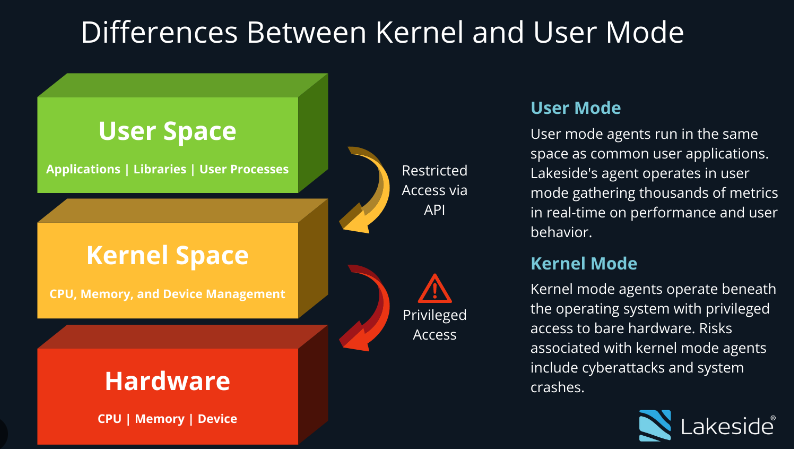 Differences Between Kernel and User Mode
User Space
Applications | Libraries | User Processes
Restricted
Access via
API
Kernel Space
CPU, Memory, and Device Management
Privileged
Access
Hardware
CPU | Memory | Device
User Mode
User mode agents run in the same
space as common user applications.
Lakeside's agent operates in user
mode gathering thousands of metrics
in real-time on performance and user
behavior.
Kernel Mode
Kernel mode agents operate beneath
the operating system with privileged
access to bare hardware. Risks
associated with kernel mode agents
include cyberattacks and system
crashes.
Lakeside®